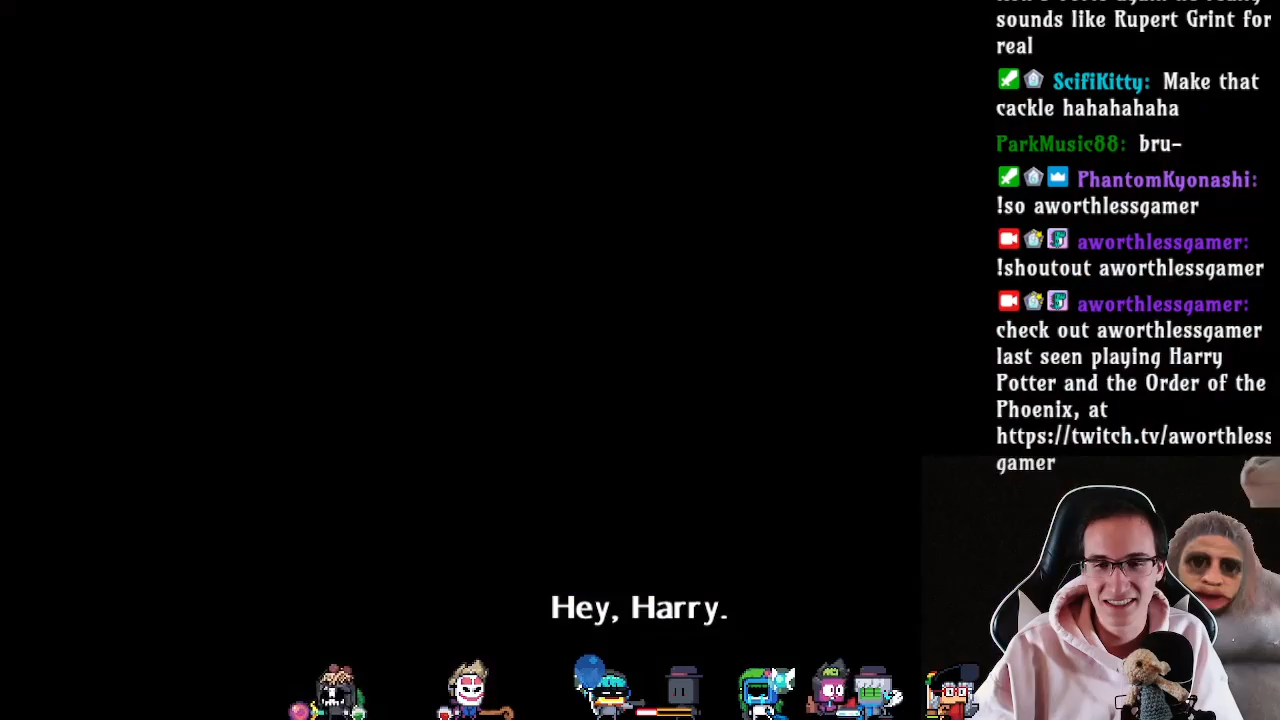 sounds like Rupert Grint for
real
ScifiKitty: Make that
cackle hahahahaha
ParkMusic88: bru-
PhantomKyonashi:
!so aworthlessgamer
aworthlessgamer:
!shoutout aworthlessgamer
aworthlessgamer:
check out aworthlessgamer
last seen playing Harry
Potter and the Order of the
Phoenix, at
https://twitch.tv/aworthless
gamer
Hey, Harry.